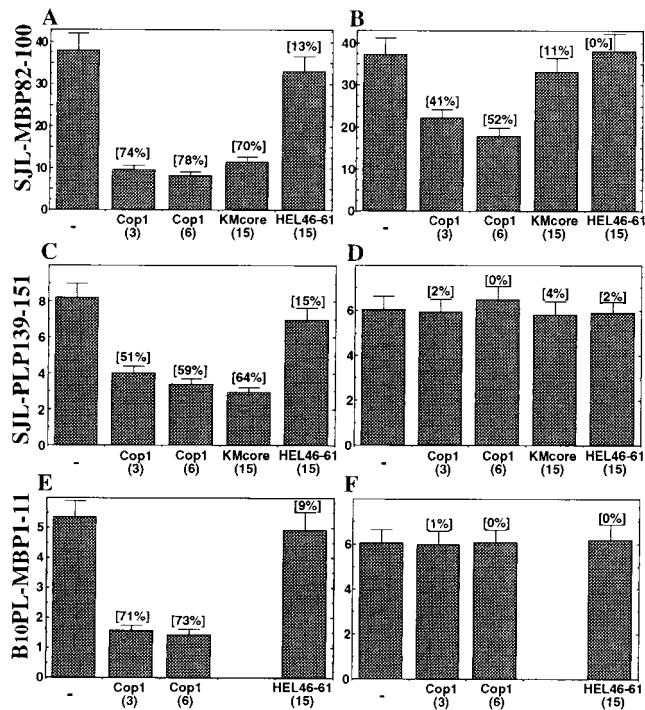 A
SJL-MBP82-100
40
30
20
10
0
[74%]
[78%]
[70%]
[13%]
- Cop1 Cop1 KMcore HEL46-61
(3) (6) (15) (15)
B
40
30
20
10
0
[41%]
[52%]
[11%]
[0%]
- Cop1 Cop1 KMcore HEL46-61
(3) (6) (15) (15)
C
SJL-PLP139-151
8
6
4
2
0
[51%]
[59%]
[64%]
[15%]
- Cop1 Cop1 KMcore HEL46-61
(3) (6) (15) (15)
D
6
4
2
0
[2%]
[0%]
[4%]
[2%]
- Cop1 Cop1 KMcore HEL46-61
(3) (6) (15) (15)
E
B10PL-MBP1-11
5
4
3
2
1
0
[71%]
[73%]
[9%]
- Cop1 Cop1 HEL46-61
(3) (6) (15)
F
8
6
4
2
0
[1%]
[0%]
[0%]
- Cop1 Cop1 HEL46-61
(3) (6) (15)